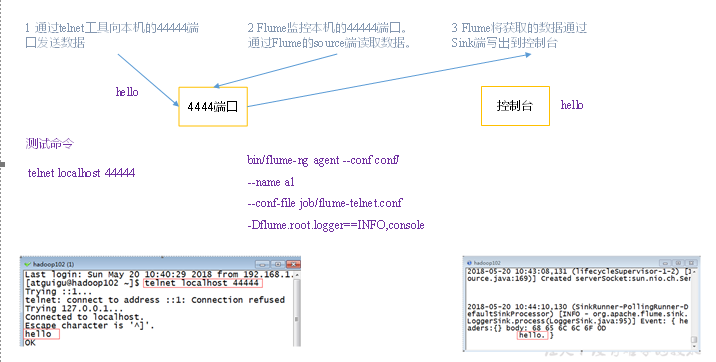 1 通过telnet工具向本机的44444端
口发送数据
2 Flume监控本机的44444端口。
通过Flume的source端读取数据。
3 Flume将获取的数据通过
Sink端写出到控制台
hello
4444端口
控制台
hello
测试命令
telnet localhost 44444
bin/flume-ng agent --conf conf/
--name a1
--conf-file job/flume-telnet.conf
-Dflume.root.logger==INFO,console
hadoop102 (1)
Last login: Sun May 20 10:40:29 2018 from 192.168.1.
[atguigu@hadoop102 ~]$ telnet localhost 44444
Trying ::1...
telnet: connect to address ::1: Connection refused
Trying 127.0.0.1...
Connected to localhost.
Escape character is '^]'.
hello
OK
hadoop102
2018-05-20 10:43:08,131 (lifecycleSupervisor-1-2) [I
ource.java:169)] Created serverSocket:sun.nio.ch.Ser
2018-05-20 10:44:10,130 (SinkRunner-PollingRunner-D
efaultSinkProcessor) [INFO - org.apache.flume.sink.
LoggerSink.process(LoggerSink.java:95)] Event: { he
aders:{} body: 68 65 6C 6C 6F 0D
hello. }